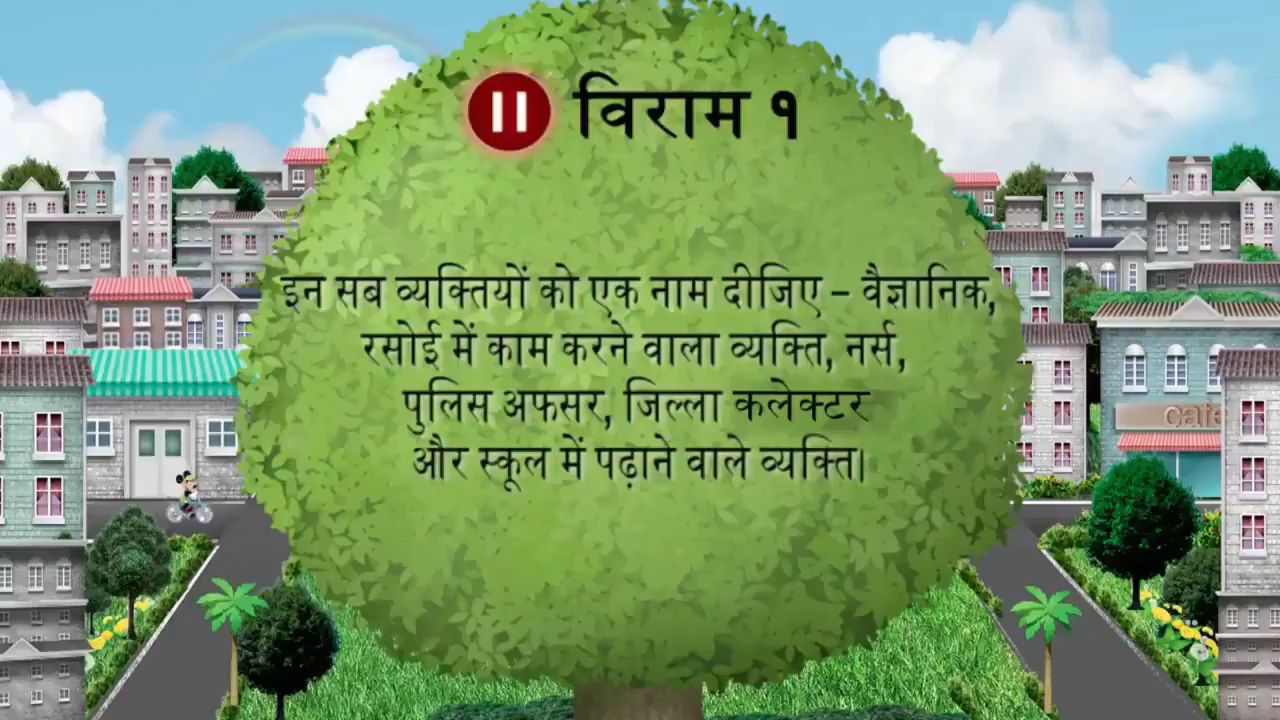 विराम १
इन सब व्यक्तियों को एक नाम दीजिए – वैज्ञानिक,
रसोई में काम करने वाला व्यक्ति, नर्स,
पुलिस अफसर, जिल्ला कलेक्टर
और स्कूल में पढ़ाने वाले व्यक्ति।
cafe